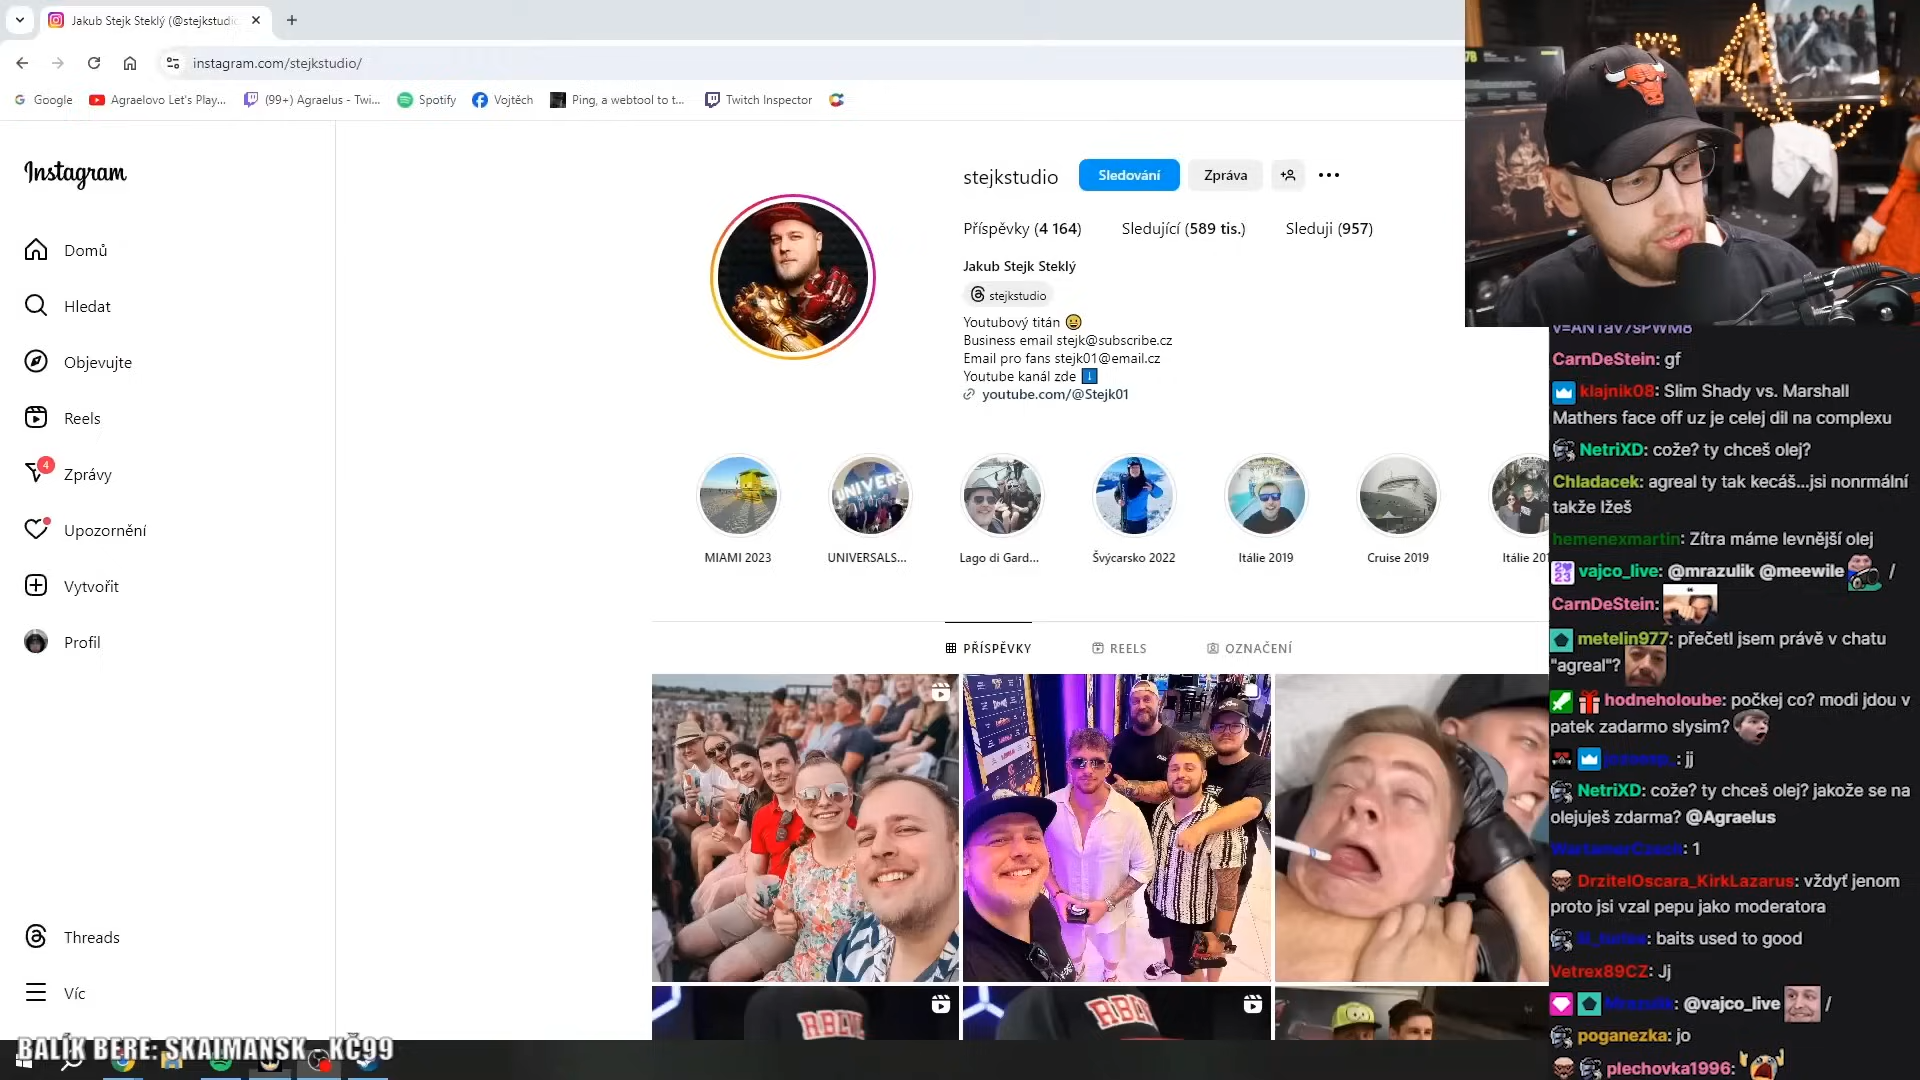 Jakub Stejk Steklý (@stejkstudio
instagram.com/stejkstudio/
Google
Agraelovo Let's Play...
(99+) Agraelus - Twi...
Spotify
Vojtěch
Ping, a webtool to t...
Twitch Inspector
Instagram
Domů
Hledat
Objevujte
Reels
4
Zprávy
Upozornění
Vytvořit
Profil
Threads
Víc
stejkstudio
Sledování
Zpráva
Příspěvky (4 164)
Sledující (589 tis.)
Sleduji (957)
Jakub Stejk Steklý
stejkstudio
Youtubový titán 😀
Business email stejk@subscribe.cz
Email pro fans stejk01@email.cz
Youtube kanál zde ⬇
youtube.com/@Stejk01
MIAMI 2023
UNIVERSALS...
Lago di Gard...
Švýcarsko 2022
Itálie 2019
Cruise 2019
UNIVERS
PŘÍSPĚVKY
REELS
OZNAČENÍ
v=ANTaV7sPWM8
CarnDeStein: gf
klajnik08: Slim Shady vs. Marshall
Mathers face off uz je celej dil na complexu
NetriXD: cože? ty chceš olej?
Chladacek: agreal ty tak kecáš...jsi nonrmální
takže lžeš
hemenexmartin: Zítra máme levnější olej
vajco_live: @mrazulik @meewile /
CarnDeStein:
metelin977: přečetl jsem právě v chatu
"agreal"?
hodneholoube: počkej co? modi jdou v
patek zadarmo slysim?
: jj
NetriXD: cože? ty chceš olej? jakože se na
olejuješ zdarma? @Agraelus
: 1
DrzitelOscara_KirkLazarus: vždyť jenom
proto jsi vzal pepu jako moderatora
: baits used to good
Vetrex89CZ: Jj
: @vajco_live /
poganezka: jo
plechovka1996:
BALÍK BERE: SKAIMANSK - KČ99